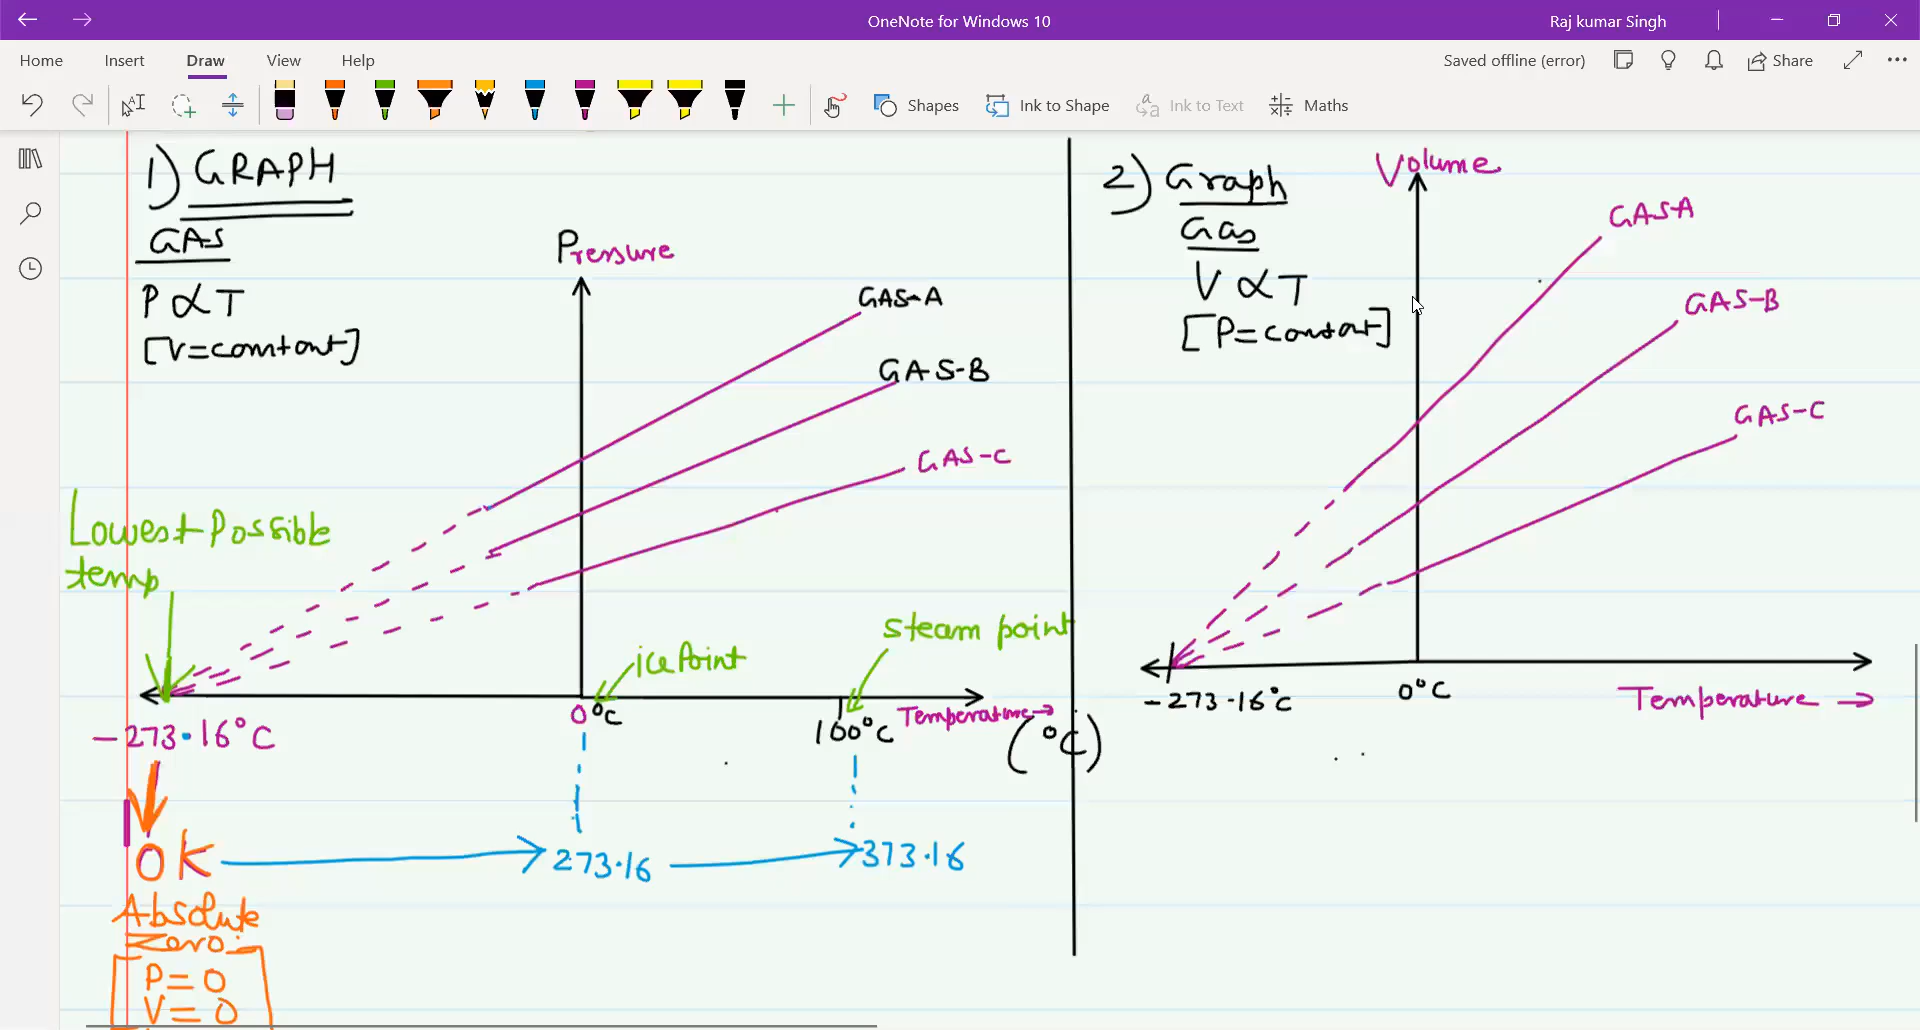 OneNote for Windows 10
Raj kumar Singh
Home Insert Draw View Help
Saved offline (error)
Share
Shapes
Ink to Shape
Ink to Text
Maths
1) GRAPH
GAS
P ∝ T
[V=constant]
Pressure
GAS-A
GAS-B
GAS-C
Lowest Possible
temp
ice Point
steam point
-273.16°C
0°C
100°C
Temperature →
(°C)
0 K
273.16
373.16
Absolute
Zero
P = 0
V = 0
2) Graph
Gas
V ∝ T
[P=constant]
Volume
GAS-A
GAS-B
GAS-C
-273.16°C
0°C
Temperature →